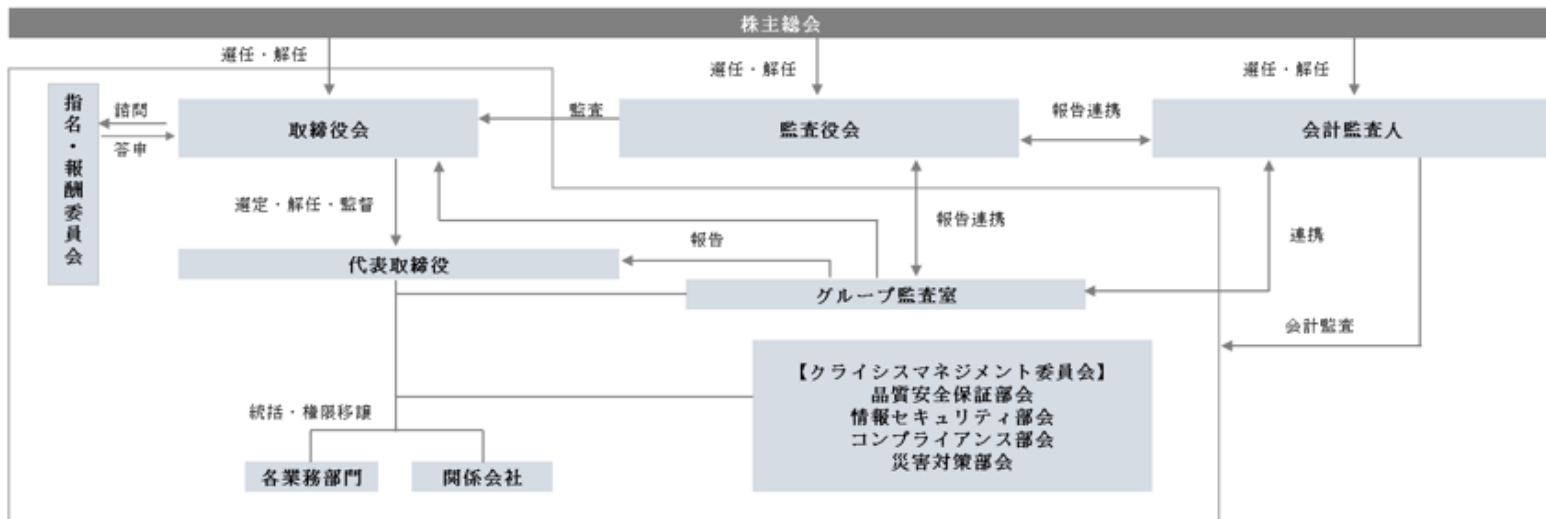 株主総会
選任・解任
選任・解任
選任・解任
指名・報酬委員会
諮問
答申
取締役会
監査
監査役会
報告連携
会計監査人
選定・解任・監督
報告連携
連携
報告
代表取締役
グループ監査室
会計監査
【クライシスマネジメント委員会】
品質安全保証部会
情報セキュリティ部会
コンプライアンス部会
災害対策部会
統括・権限移譲
各業務部門
関係会社